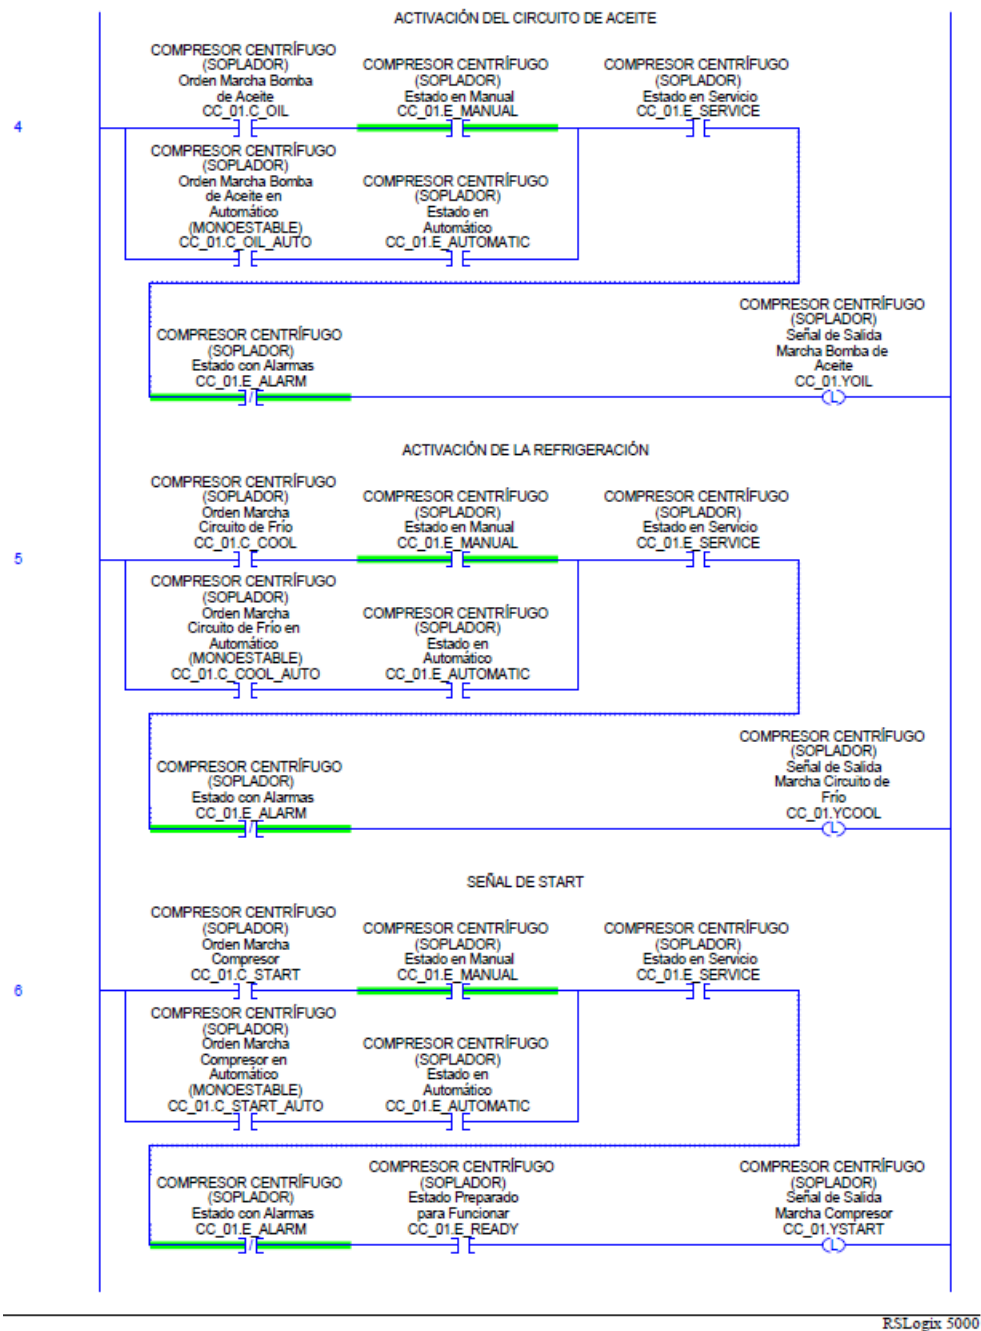 ACTIVACIÓN DEL CIRCUITO DE ACEITE
4
COMPRESOR CENTRÍFUGO
(SOPLADOR)
Orden Marcha Bomba
de Aceite
CC_01.C_OIL
COMPRESOR CENTRÍFUGO
(SOPLADOR)
Estado en Manual
CC_01.E_MANUAL
COMPRESOR CENTRÍFUGO
(SOPLADOR)
Estado en Servicio
CC_01.E_SERVICE
COMPRESOR CENTRÍFUGO
(SOPLADOR)
Orden Marcha Bomba
de Aceite en
Automático
(MONOESTABLE)
CC_01.C_OIL_AUTO
COMPRESOR CENTRÍFUGO
(SOPLADOR)
Estado en
Automático
CC_01.E_AUTOMATIC
COMPRESOR CENTRÍFUGO
(SOPLADOR)
Estado con Alarmas
CC_01.E_ALARM
/
COMPRESOR CENTRÍFUGO
(SOPLADOR)
Señal de Salida
Marcha Bomba de
Aceite
CC_01.YOIL
L
ACTIVACIÓN DE LA REFRIGERACIÓN
5
COMPRESOR CENTRÍFUGO
(SOPLADOR)
Orden Marcha
Circuito de Frío
CC_01.C_COOL
COMPRESOR CENTRÍFUGO
(SOPLADOR)
Estado en Manual
CC_01.E_MANUAL
COMPRESOR CENTRÍFUGO
(SOPLADOR)
Estado en Servicio
CC_01.E_SERVICE
COMPRESOR CENTRÍFUGO
(SOPLADOR)
Orden Marcha
Circuito de Frío en
Automático
(MONOESTABLE)
CC_01.C_COOL_AUTO
COMPRESOR CENTRÍFUGO
(SOPLADOR)
Estado en
Automático
CC_01.E_AUTOMATIC
COMPRESOR CENTRÍFUGO
(SOPLADOR)
Estado con Alarmas
CC_01.E_ALARM
/
COMPRESOR CENTRÍFUGO
(SOPLADOR)
Señal de Salida
Marcha Circuito de
Frío
CC_01.YCOOL
L
SEÑAL DE START
6
COMPRESOR CENTRÍFUGO
(SOPLADOR)
Orden Marcha
Compresor
CC_01.C_START
COMPRESOR CENTRÍFUGO
(SOPLADOR)
Estado en Manual
CC_01.E_MANUAL
COMPRESOR CENTRÍFUGO
(SOPLADOR)
Estado en Servicio
CC_01.E_SERVICE
COMPRESOR CENTRÍFUGO
(SOPLADOR)
Orden Marcha
Compresor en
Automático
(MONOESTABLE)
CC_01.C_START_AUTO
COMPRESOR CENTRÍFUGO
(SOPLADOR)
Estado en
Automático
CC_01.E_AUTOMATIC
COMPRESOR CENTRÍFUGO
(SOPLADOR)
Estado con Alarmas
CC_01.E_ALARM
/
COMPRESOR CENTRÍFUGO
(SOPLADOR)
Estado Preparado
para Funcionar
CC_01.E_READY
COMPRESOR CENTRÍFUGO
(SOPLADOR)
Señal de Salida
Marcha Compresor
CC_01.YSTART
L
RSLogix 5000